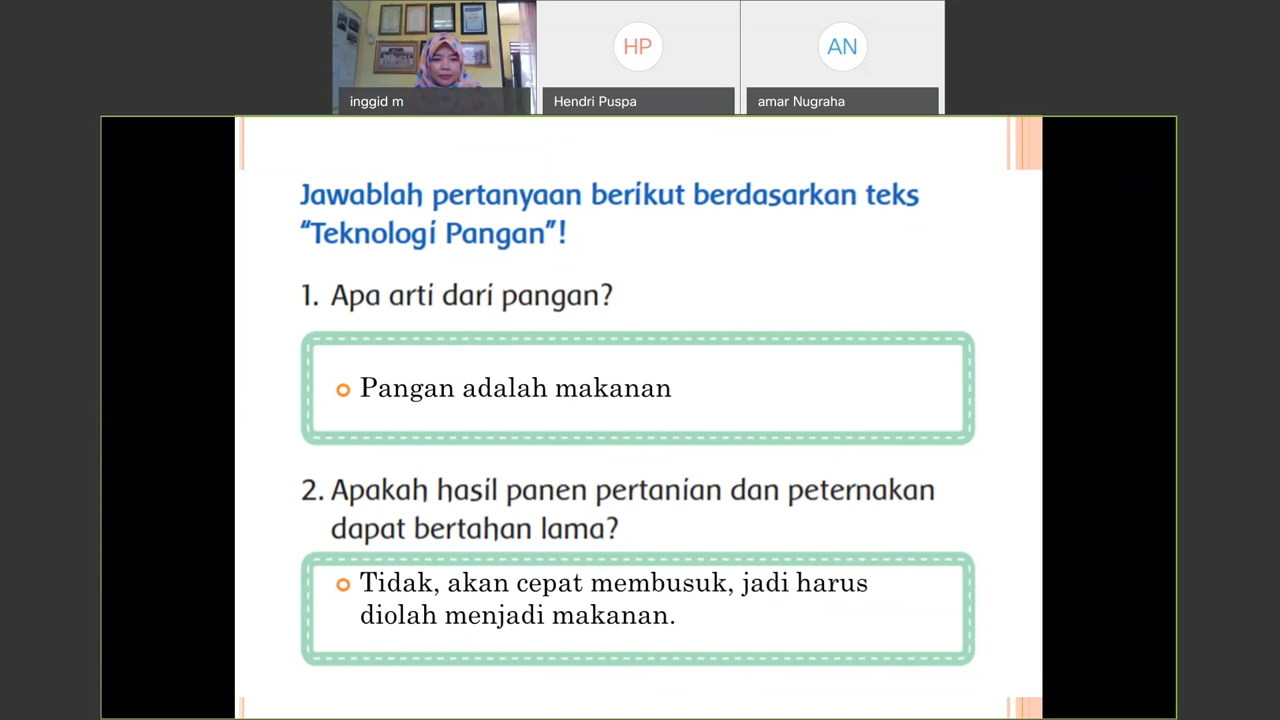 HP
AN
inggid m
Hendri Puspa
amar Nugraha
Jawablah pertanyaan berikut berdasarkan teks
“Teknologi Pangan”!
1. Apa arti dari pangan?
Pangan adalah makanan
2. Apakah hasil panen pertanian dan peternakan
dapat bertahan lama?
Tidak, akan cepat membusuk, jadi harus
diolah menjadi makanan.